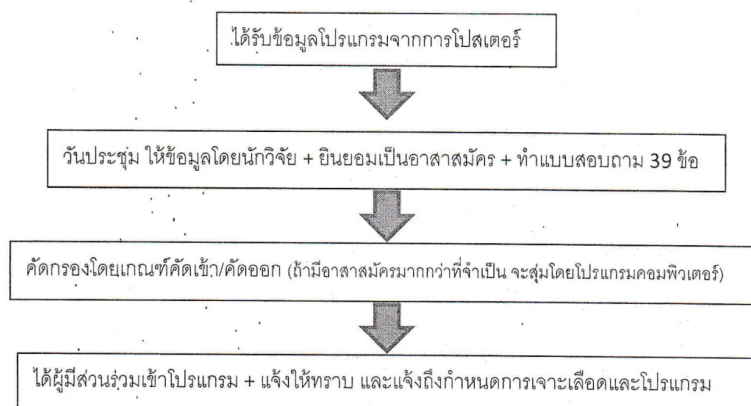 ได้รับข้อมูลโปรแกรมจากการโปสเตอร์
วันประชุม ให้ข้อมูลโดยนักวิจัย + ยินยอมเป็นอาสาสมัคร + ทำแบบสอบถาม 39 ข้อ
คัดกรองโดยเกณฑ์คัดเข้า/คัดออก (ถ้ามีอาสาสมัครมากกว่าที่จำเป็น จะสุ่มโดยโปรแกรมคอมพิวเตอร์)
ได้ผู้มีส่วนร่วมเข้าโปรแกรม + แจ้งให้ทราบ และแจ้งถึงกำหนดการเจาะเลือดและโปรแกรม